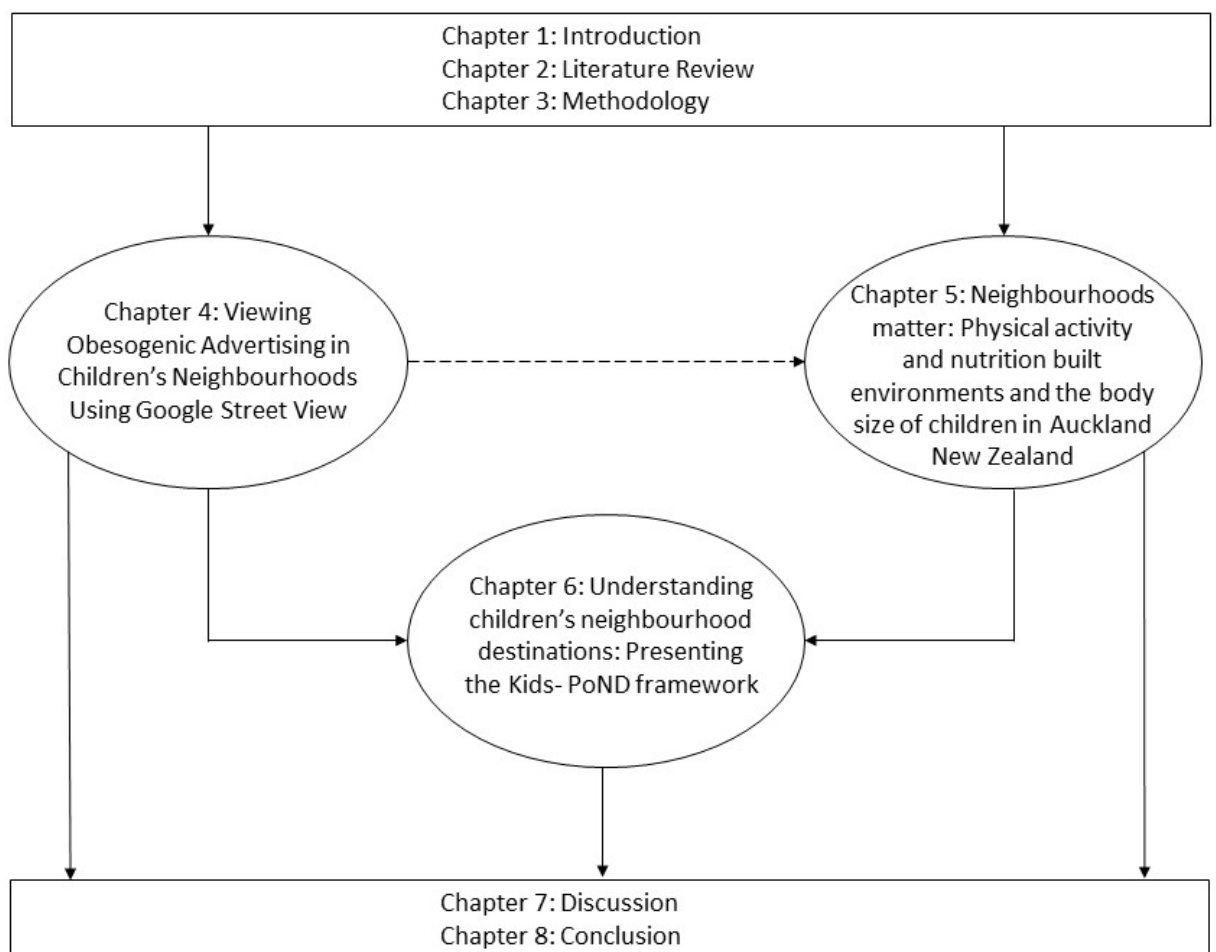 Chapter 1: Introduction
Chapter 2: Literature Review
Chapter 3: Methodology
Chapter 4: Viewing
Obesogenic Advertising in
Children’s Neighbourhoods
Using Google Street View
Chapter 5: Neighbourhoods
matter: Physical activity
and nutrition built
environments and the body
size of children in Auckland
New Zealand
Chapter 6: Understanding
children’s neighbourhood
destinations: Presenting
the Kids- PoND framework
Chapter 7: Discussion
Chapter 8: Conclusion